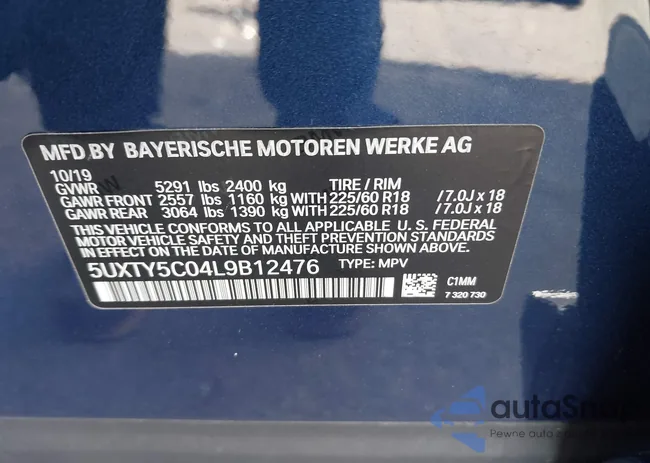 MFD BY BAYERISCHE MOTOREN WERKE AG
10/19
GVWR 5291 lbs 2400 kg TIRE / RIM
GAWR FRONT 2557 lbs 1160 kg WITH 225/60 R18 /7.0J x 18
GAWR REAR 3064 lbs 1390 kg WITH 225/60 R18 /7.0J x 18
THIS VEHICLE CONFORMS TO ALL APPLICABLE U.S. FEDERAL
MOTOR VEHICLE SAFETY AND THEFT PREVENTION STANDARDS
IN EFFECT ON THE DATE OF MANUFACTURE SHOWN ABOVE.
5UXTY5C04L9B12476 TYPE: MPV
C1MM
7 320 730
autaSnap
Pewne auto z